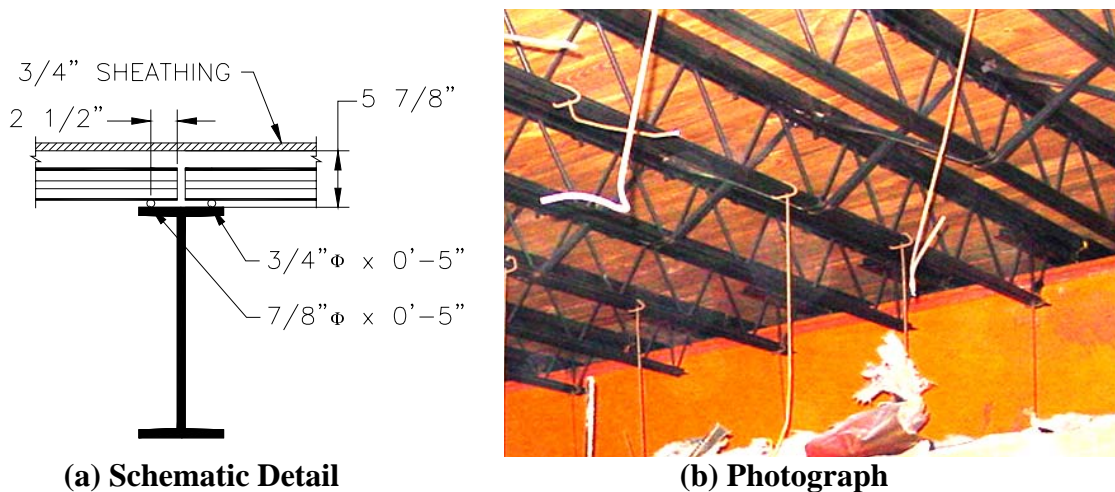 3/4” SHEATHING
2 1/2”
5 7/8”
3/4”Φ x 0’–5”
7/8”Φ x 0’–5”
(a) Schematic Detail
(b) Photograph